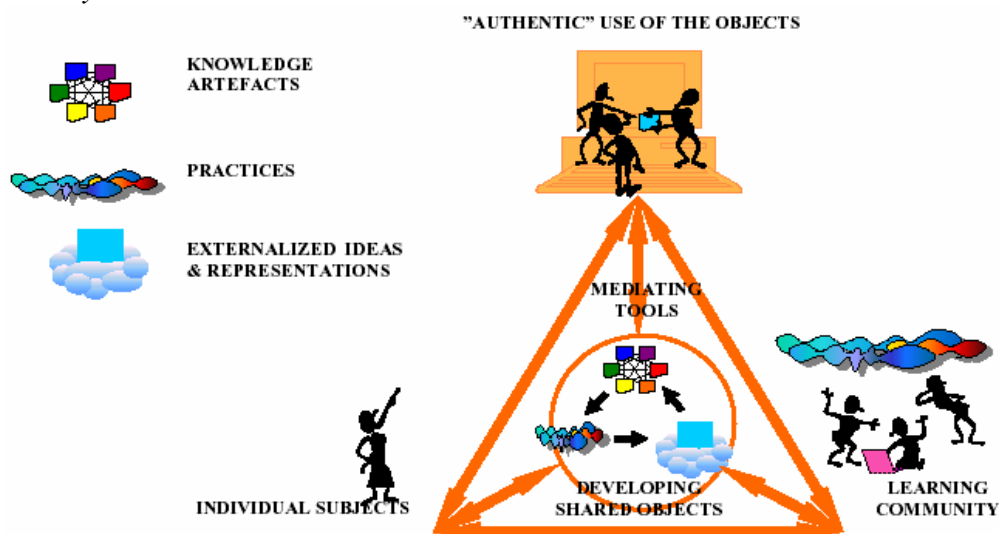 ”AUTHENTIC” USE OF THE OBJECTS
KNOWLEDGE
ARTEFACTS
PRACTICES
EXTERNALIZED IDEAS
& REPRESENTATIONS
MEDIATING
TOOLS
INDIVIDUAL SUBJECTS
DEVELOPING
SHARED OBJECTS
LEARNING
COMMUNITY